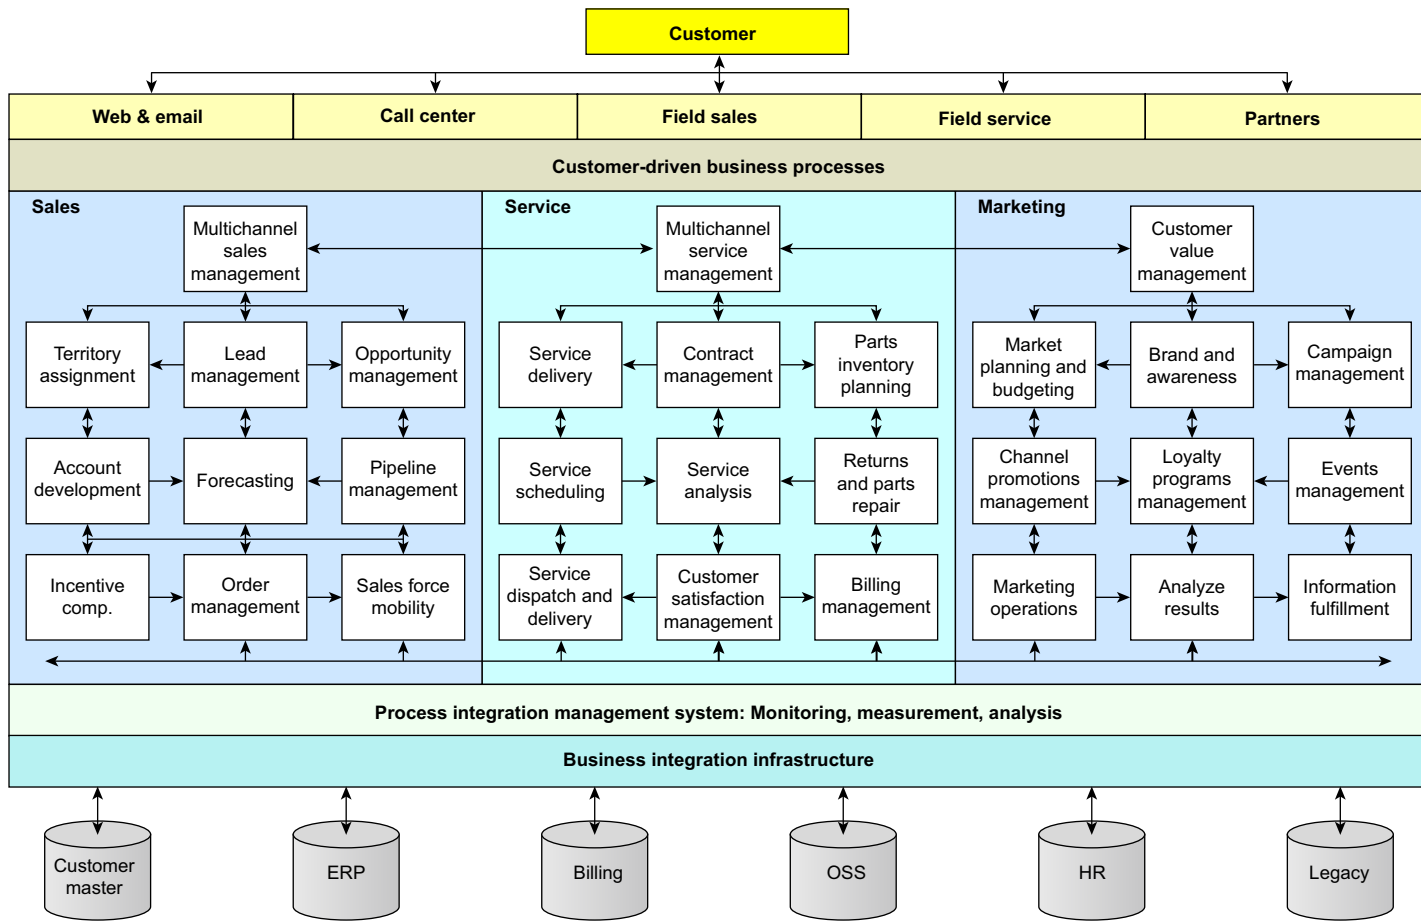 Customer
Web & email
Call center
Field sales
Field service
Partners
Customer-driven business processes
Sales
Service
Marketing
Multichannel
sales
management
Multichannel
service
management
Customer
value
management
Territory
assignment
Lead
management
Opportunity
management
Service
delivery
Contract
management
Parts
inventory
planning
Market
planning and
budgeting
Brand and
awareness
Campaign
management
Account
development
Forecasting
Pipeline
management
Service
scheduling
Service
analysis
Returns
and parts
repair
Channel
promotions
management
Loyalty
programs
management
Events
management
Incentive
comp.
Order
management
Sales force
mobility
Service
dispatch and
delivery
Customer
satisfaction
management
Billing
management
Marketing
operations
Analyze
results
Information
fulfillment
Process integration management system: Monitoring, measurement, analysis
Business integration infrastructure
Customer
master
ERP
Billing
OSS
HR
Legacy